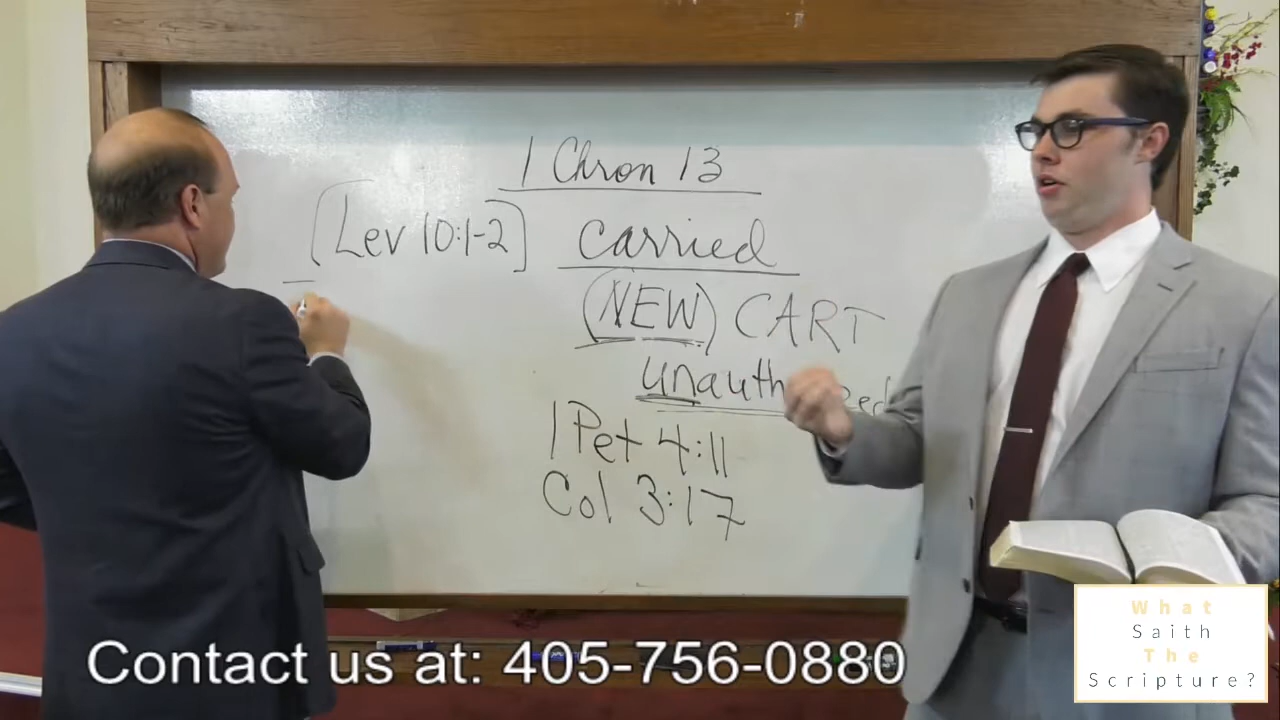 1 Chron 13
[Lev 10:1-2] carried
(NEW) CART
unauth
1 Pet 4:11
Col 3:17
Contact us at: 405-756-0880
What
Saith
The
Scripture?